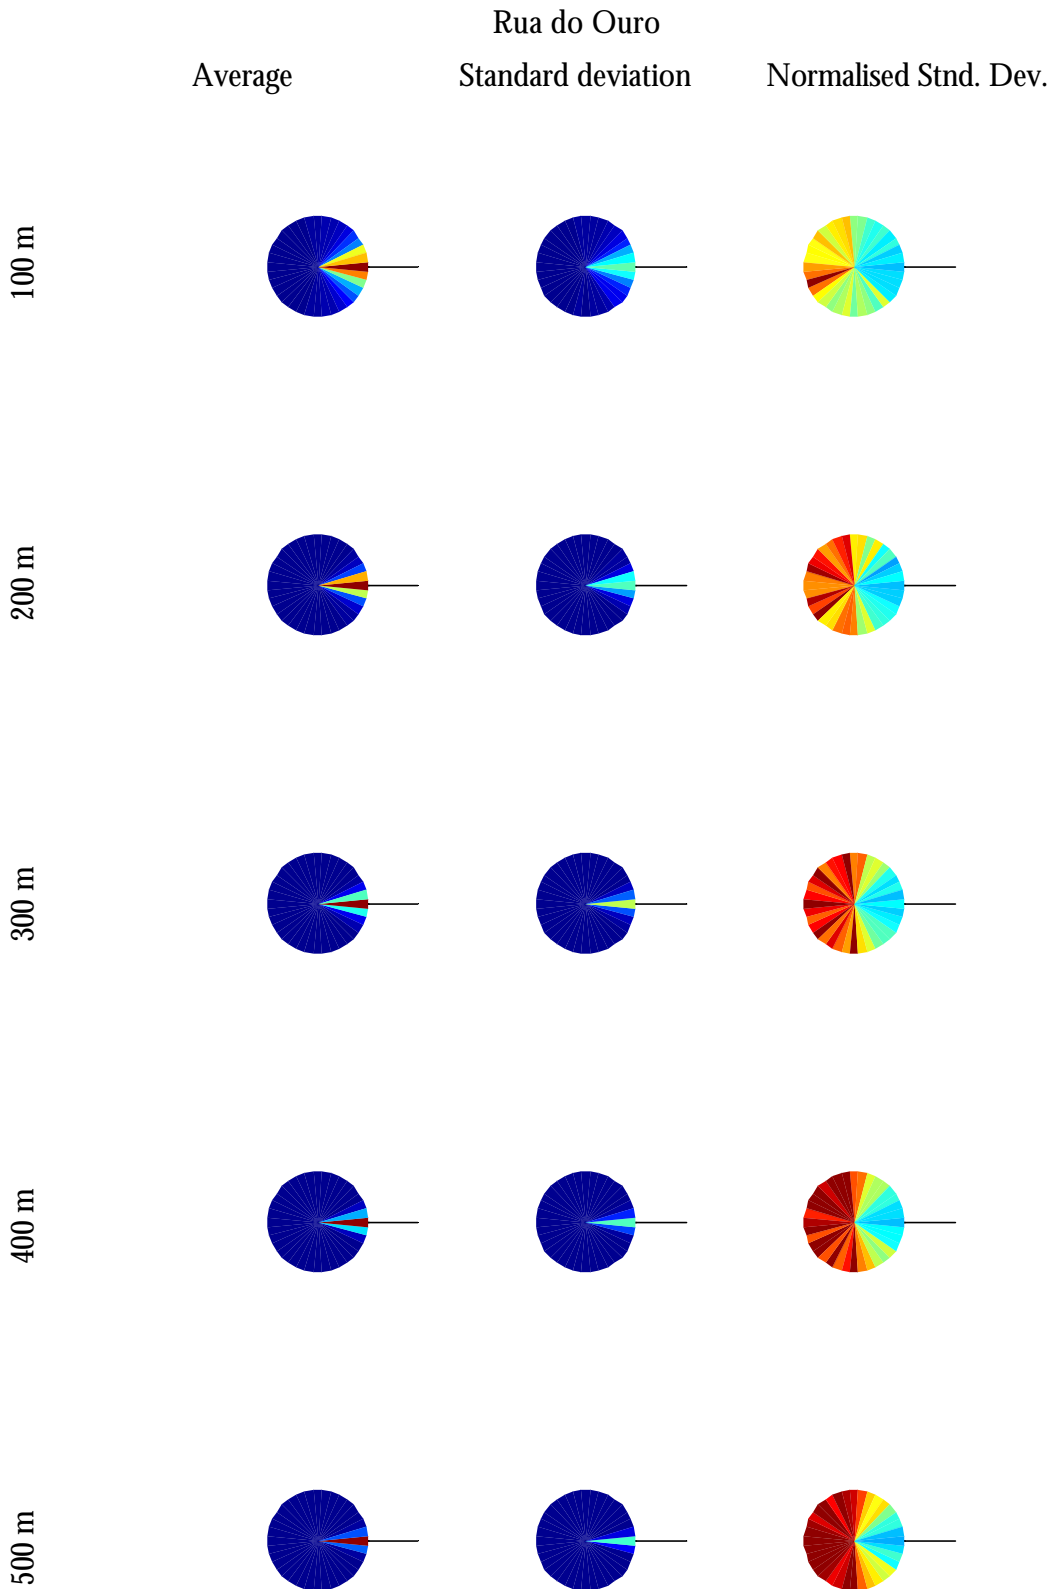 Rua do Ouro
Average Standard deviation Normalised Stnd. Dev.
100 m
200 m
300 m
400 m
500 m